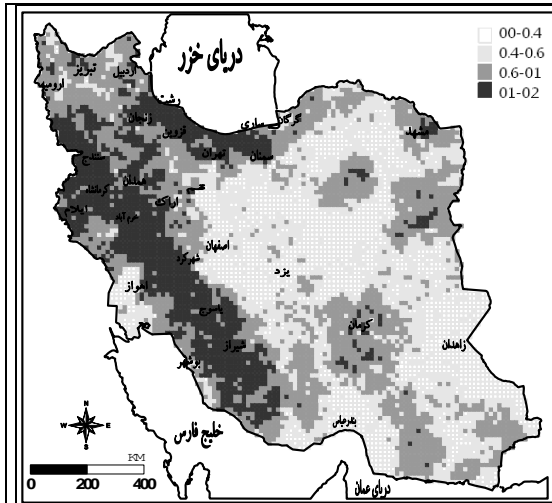 دریای خزر
00-0.4
0.4-0.6
0.6-01
01-02
تبریز
اردبیل
ارومیه
رشت
زنجان
قزوین
ساری
گرگان
مشهد
سنندج
تهران
سمنان
همدان
کرمانشاه
قم
اراک
ایلام
خرم آباد
اصفهان
شهرکرد
یزد
اهواز
یاسوج
کرمان
زاهدان
شیراز
بوشهر
بندرعباس
خلیج فارس
دریای عمان
N
W
E
S
KM
0 200 400